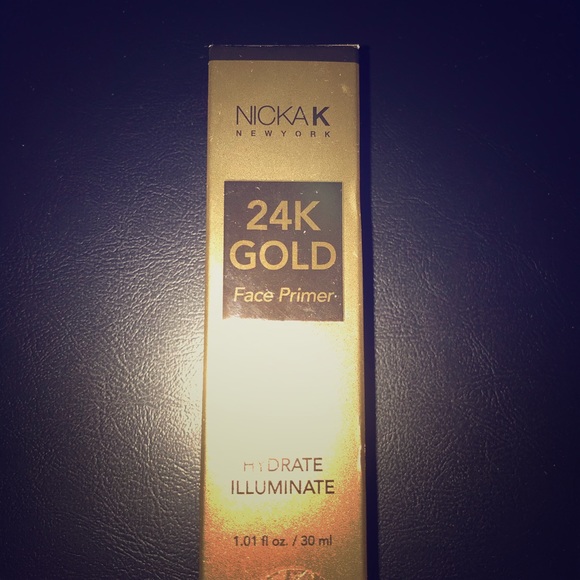 NICKA K
NEW YORK
24K
GOLD
Face Primer
HYDRATE
ILLUMINATE
1.01 fl oz. / 30 ml